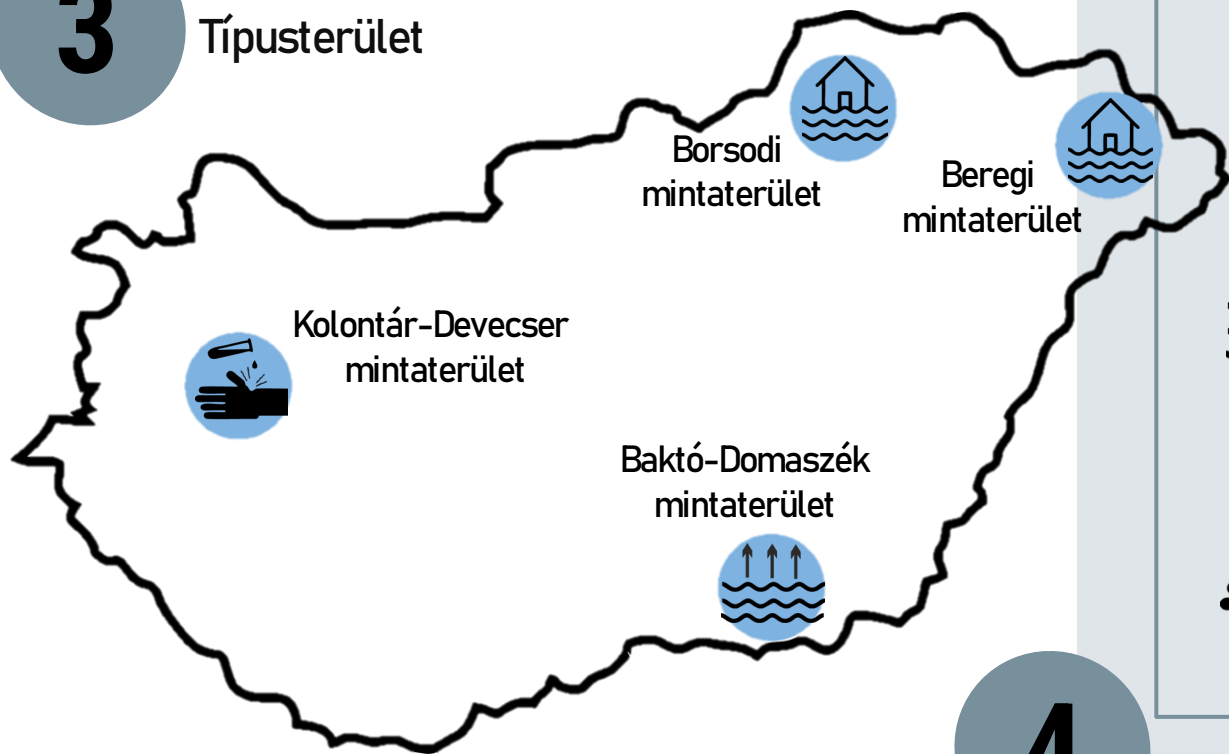 3
Típusterület
Borsodi
mintaterület
Beregi
mintaterület
Kolontár-Devecser
mintaterület
Baktó-Domaszék
mintaterület
4